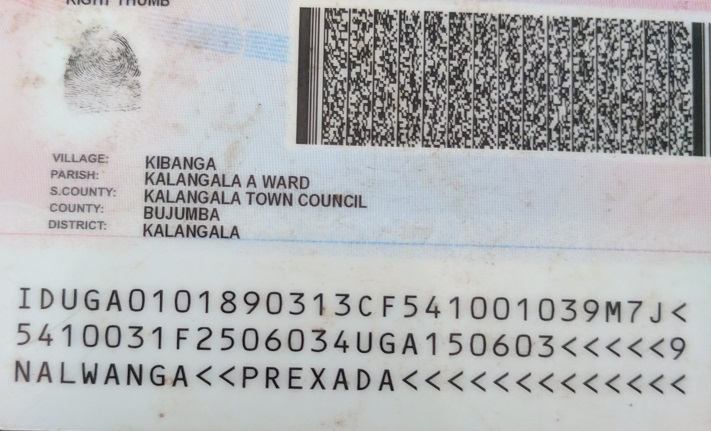 RIGHT THUMB
VILLAGE: KIBANGA
PARISH: KALANGALA A WARD
S.COUNTY: KALANGALA TOWN COUNCIL
COUNTY: BUJUMBA
DISTRICT: KALANGALA
IDUGA0101890313CF541001039M7J<
5410031F2506034UGA150603<<<<<9
NALWANGA<<PREXADA<<<<<<<<<<<<<